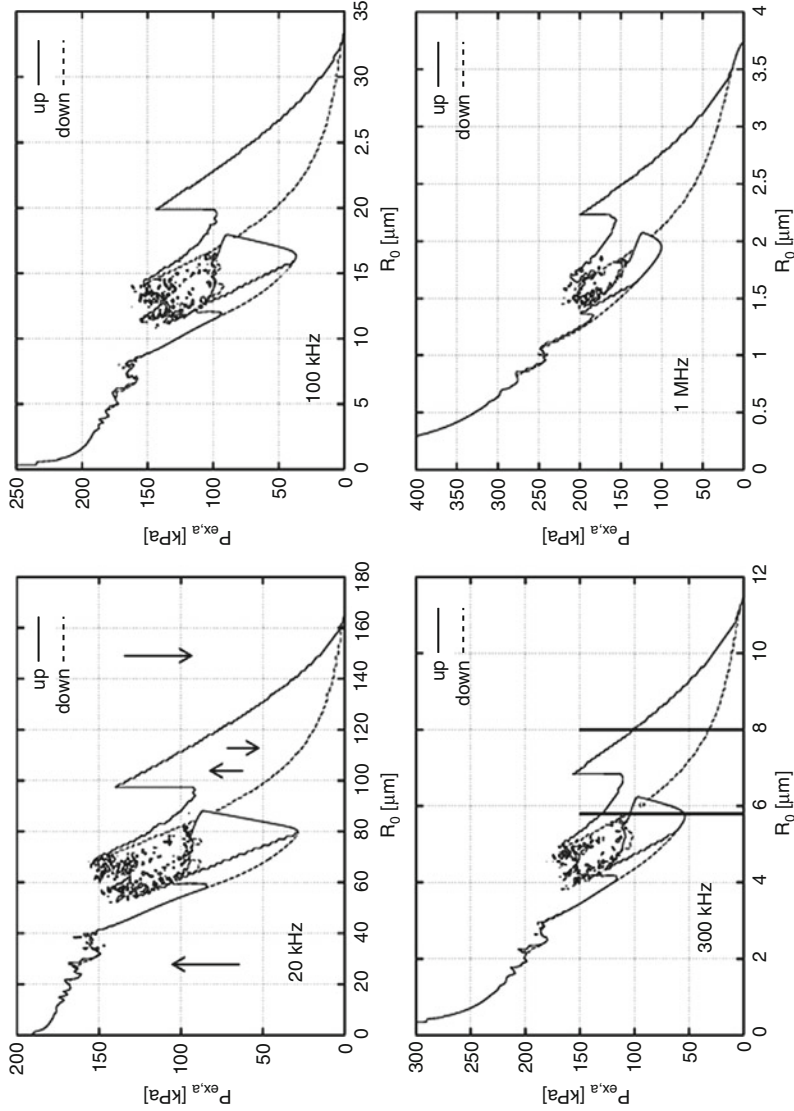 200
150
100
50
0
0 20 40 60 80 100 120 140 160 180
R0 [µm]
Pex,a [kPa]
up
down
20 kHz
250
200
150
100
50
0
0 5 10 15 20 25 30 35
R0 [µm]
Pex,a [kPa]
up
down
100 kHz
300
250
200
150
100
50
0
0 2 4 6 8 10 12
R0 [µm]
Pex,a [kPa]
up
down
300 kHz
400
350
300
250
200
150
100
50
0
0 0.5 1 1.5 2 2.5 3 3.5 4
R0 [µm]
Pex,a [kPa]
up
down
1 MHz